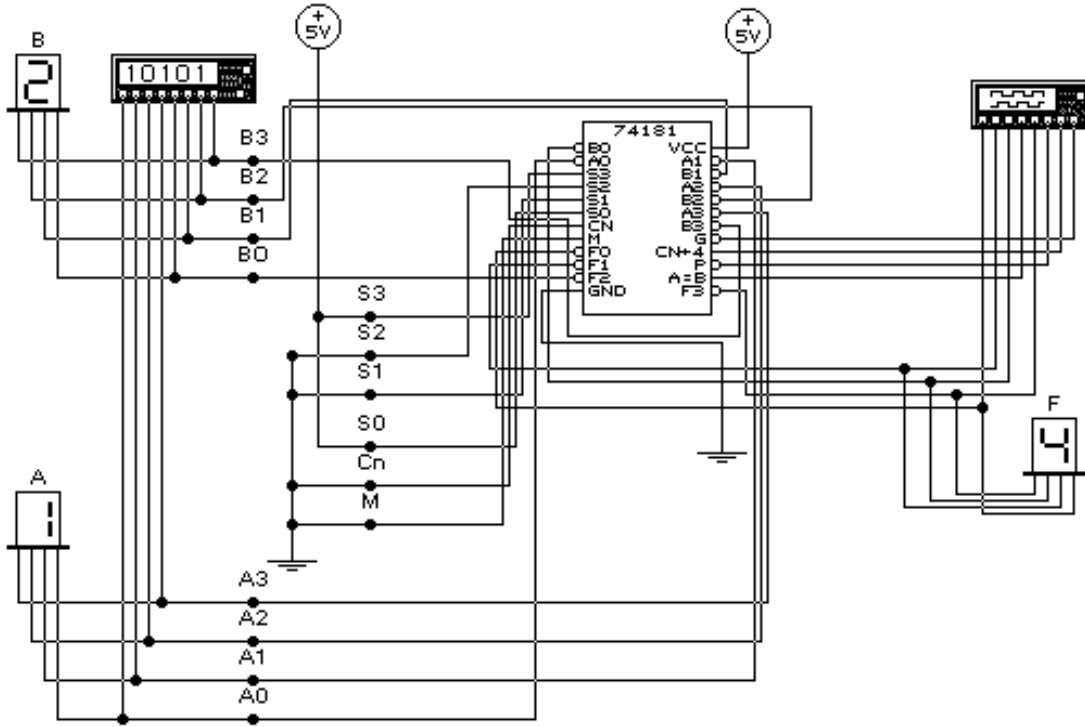 +
5V
+
5V
B
2
10101
B3
B2
B1
B0
74181
B0
A0
S3
S2
S1
S0
CN
M
F0
F1
F2
GND
VCC
A1
B1
A2
B2
A3
B3
G
CN+4
P
A=B
F3
S3
S2
S1
S0
Cn
M
F
4
A
1
A3
A2
A1
A0